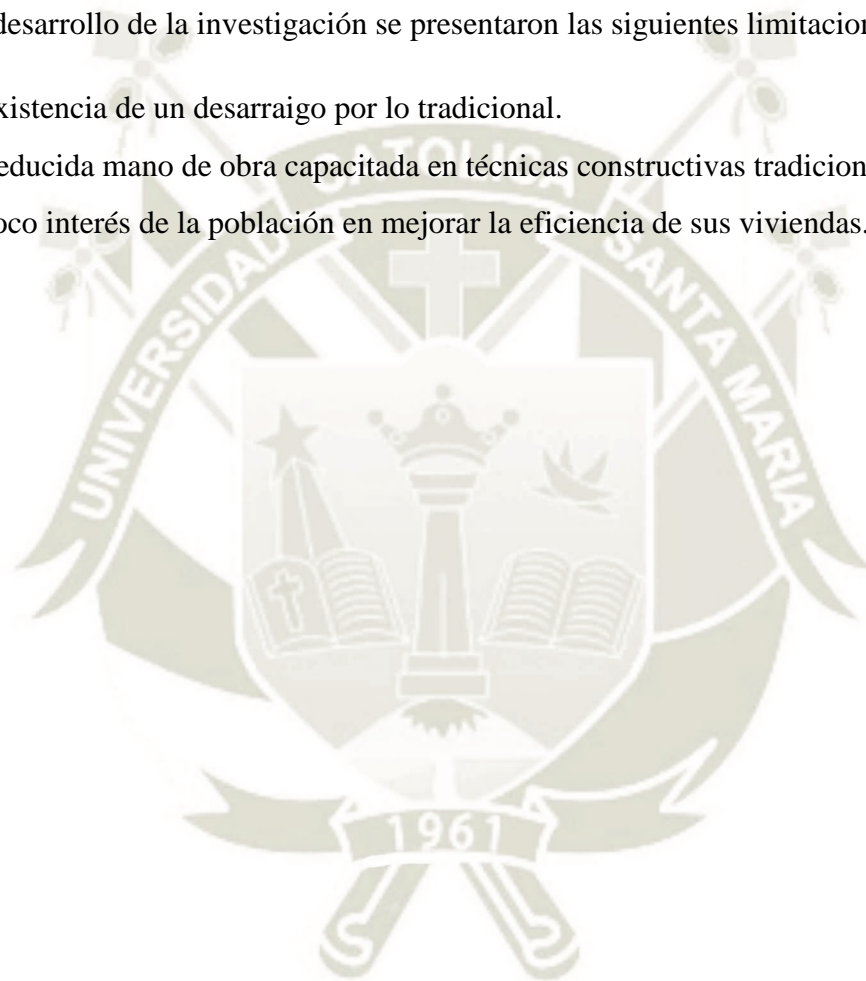 desarrollo de la investigación se presentaron las siguientes limitacion
xistencia de un desarraigo por lo tradicional.
educida mano de obra capacitada en técnicas constructivas tradicion
oco interés de la población en mejorar la eficiencia de sus viviendas.
UNIVERSIDAD CATOLICA SANTA MARIA
1961